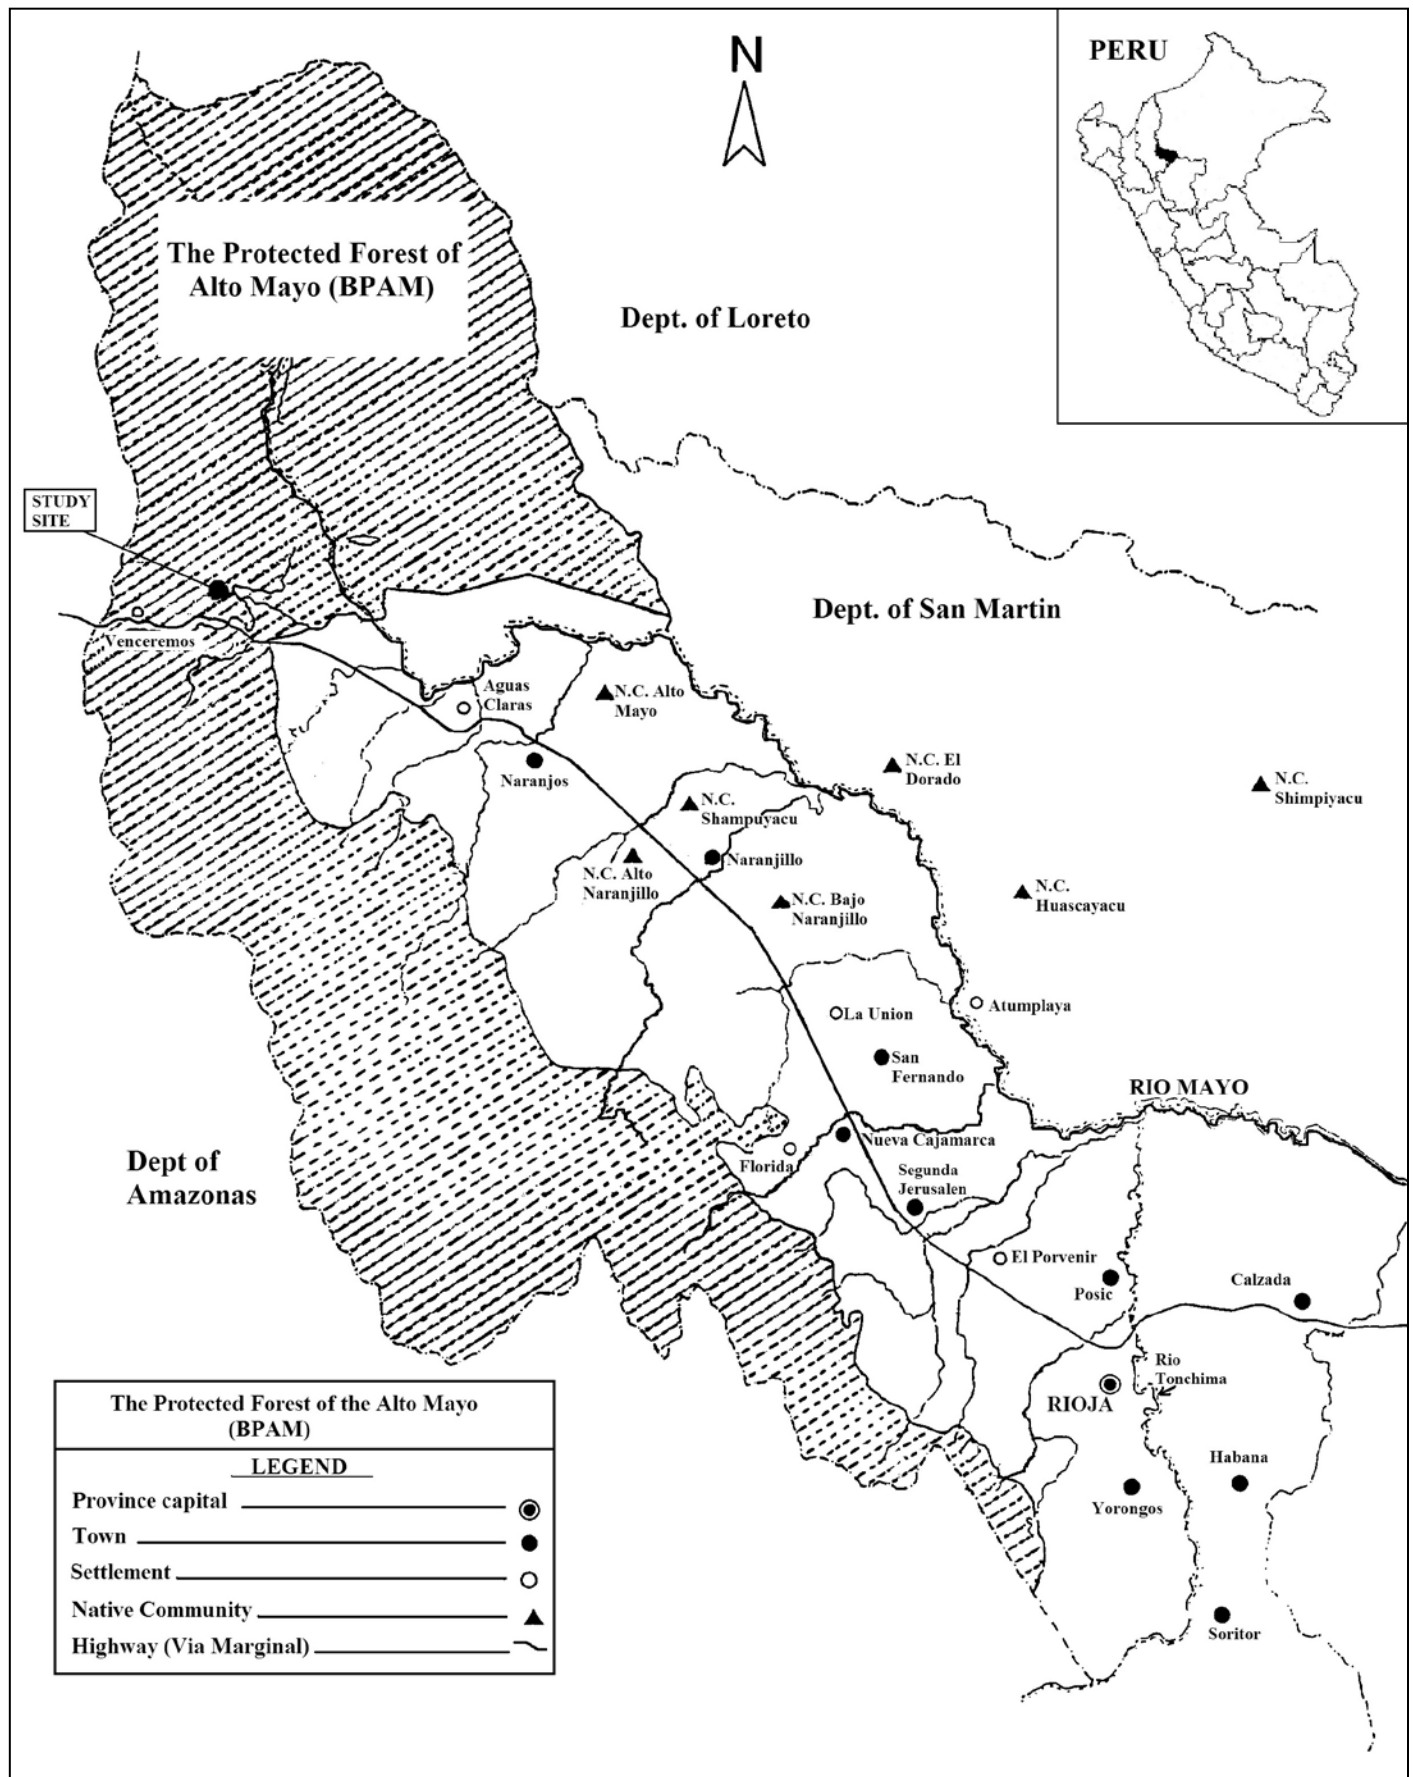 N
PERU
The Protected Forest of
Alto Mayo (BPAM)
Dept. of Loreto
STUDY
SITE
Dept. of San Martin
Venceremos
Aguas
Claras
N.C. Alto
Mayo
Naranjos
N.C. El
Dorado
N.C.
Shimpiyacu
N.C.
Shampuyacu
Naranjillo
N.C. Alto
Naranjillo
N.C. Bajo
Naranjillo
N.C.
Huascayacu
La Union
Atumplaya
San
Fernando
RIO MAYO
Nueva Cajamarca
Florida
Segunda
Jerusalen
Dept of
Amazonas
El Porvenir
Posic
Calzada
Rio
Tonchima
RIOJA
Habana
Yorongos
Soritor
The Protected Forest of the Alto Mayo
(BPAM)
LEGEND
Province capital
Town
Settlement
Native Community
Highway (Via Marginal)